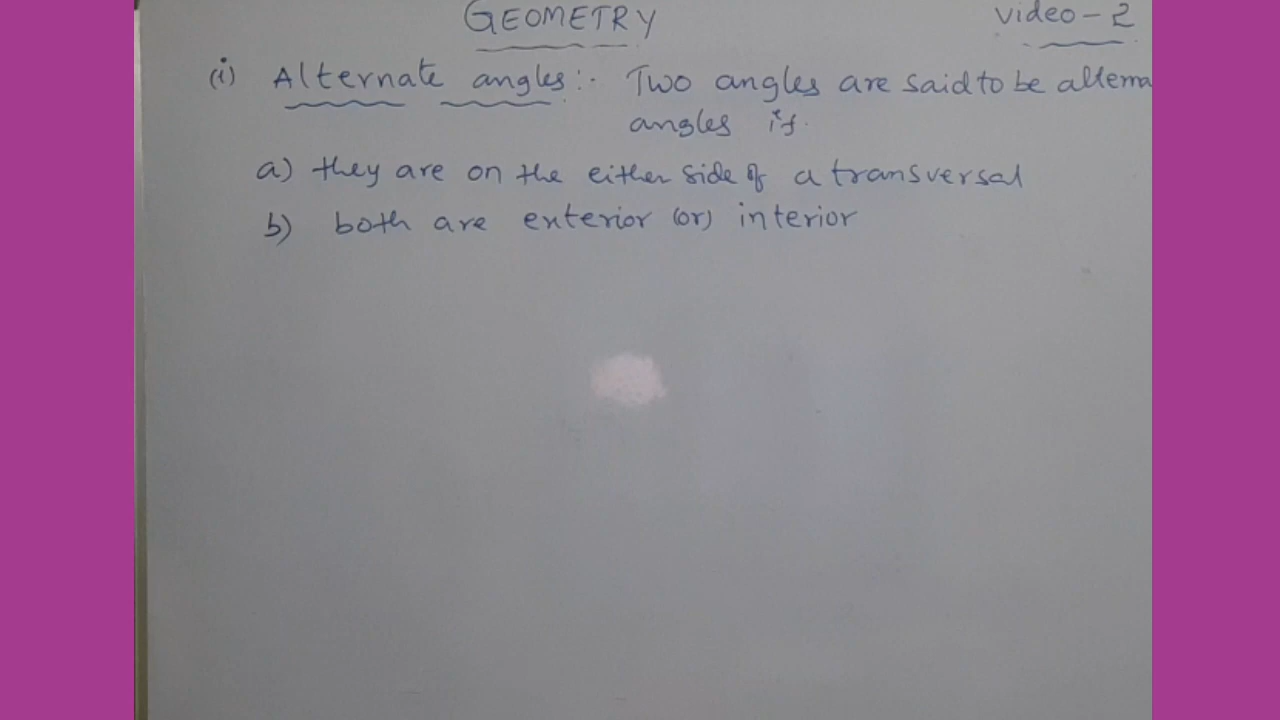 GEOMETRY video - 2
(i) Alternate angles:- Two angles are said to be alterna
angles if.
a) they are on the either side of a transversal
b) both are exterior (or) interior